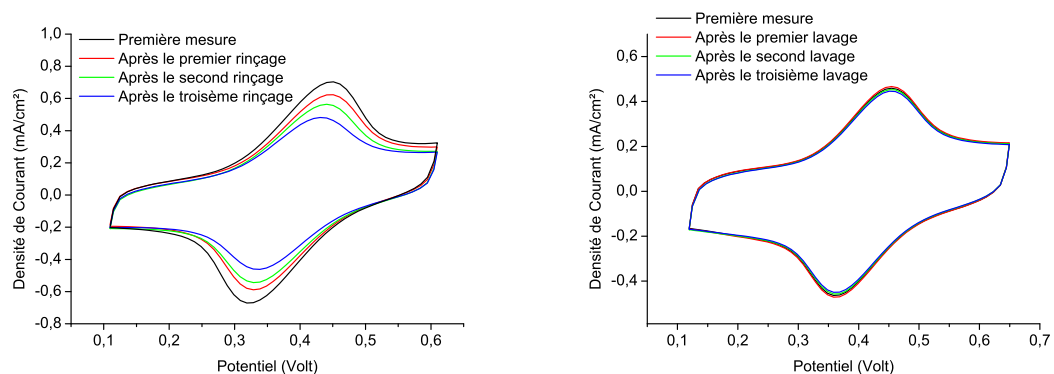 Première mesure
Après le premier rinçage
Après le second rinçage
Après le troisème rinçage
1,0
0,8
0,6
0,4
0,2
0,0
-0,2
-0,4
-0,6
-0,8
Densité de Courant (mA/cm²)
0,1 0,2 0,3 0,4 0,5 0,6
Potentiel (Volt)
Première mesure
Après le premier lavage
Après le second lavage
Après le troisième lavage
0,6
0,4
0,2
0,0
-0,2
-0,4
Densité de Courant (mA/cm²)
0,1 0,2 0,3 0,4 0,5 0,6 0,7
Potentiel (Volt)